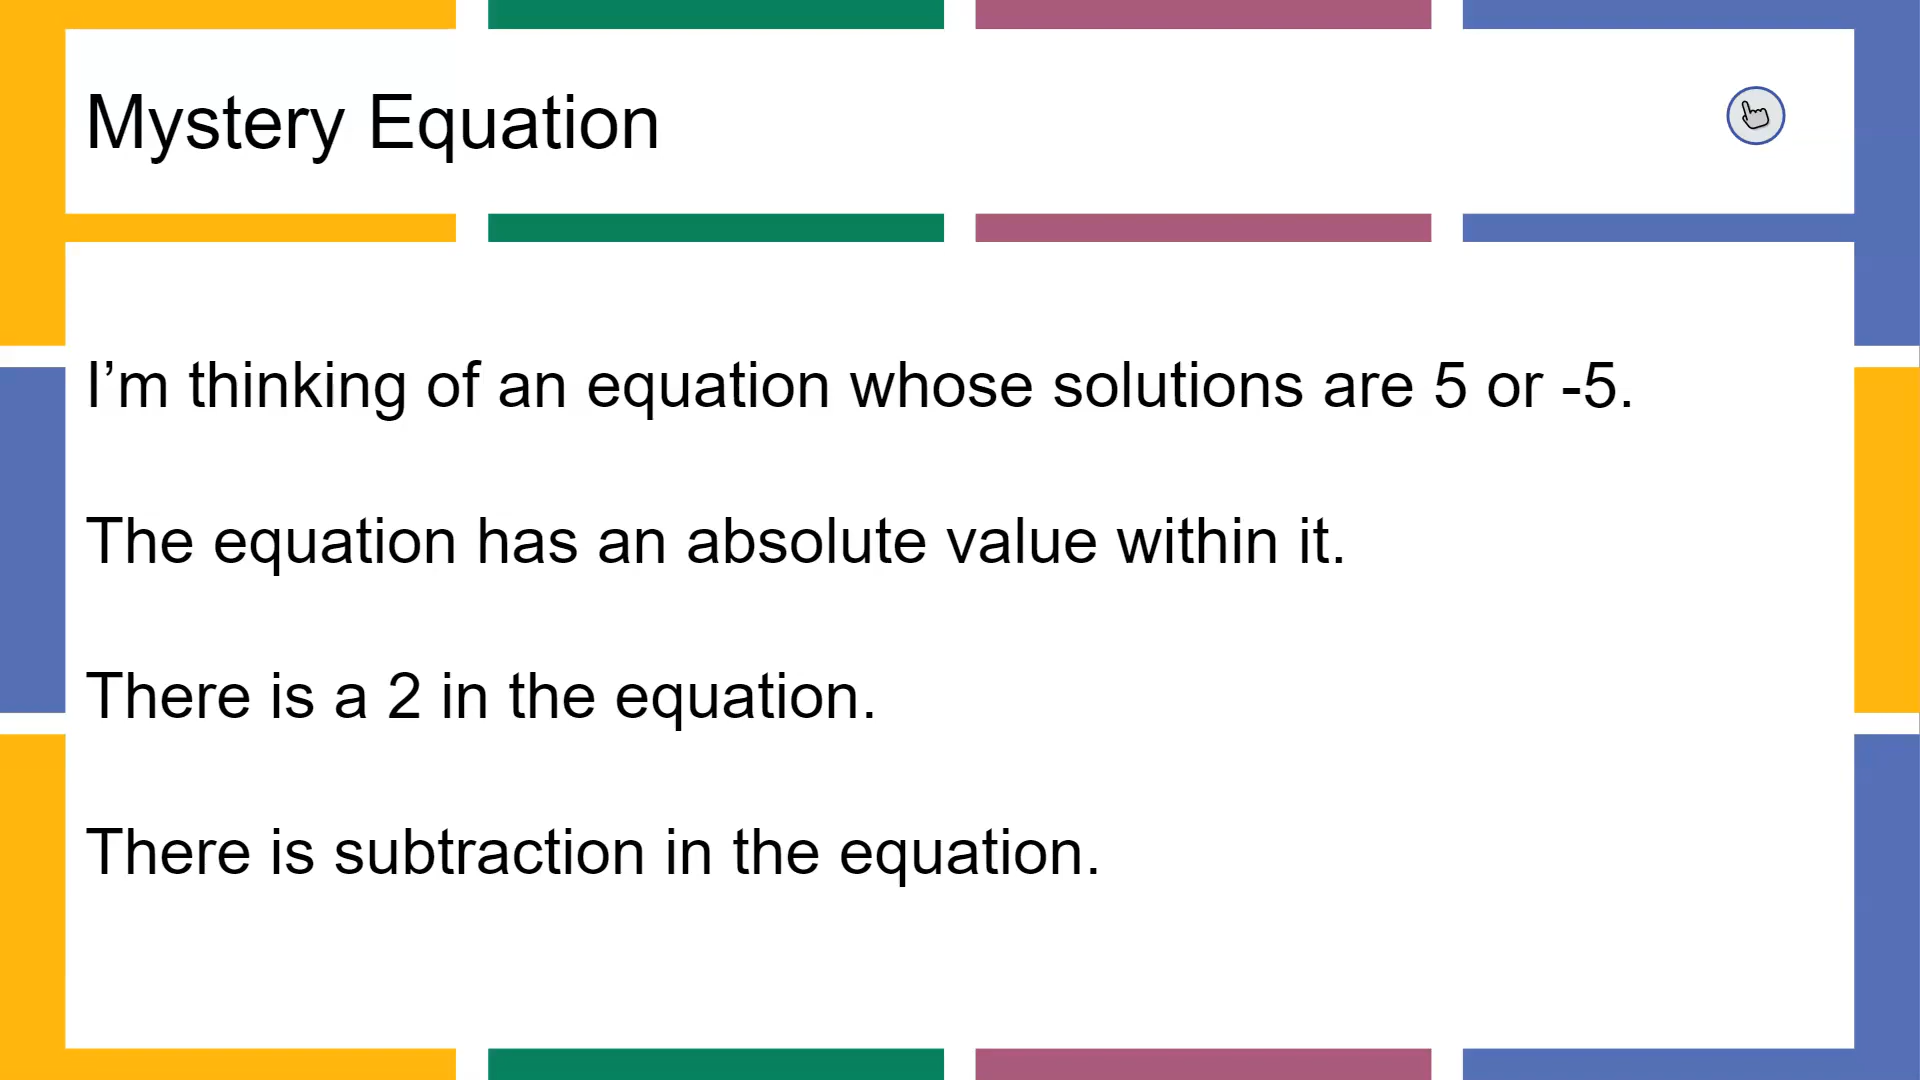 Mystery Equation
I’m thinking of an equation whose solutions are 5 or -5.
The equation has an absolute value within it.
There is a 2 in the equation.
There is subtraction in the equation.